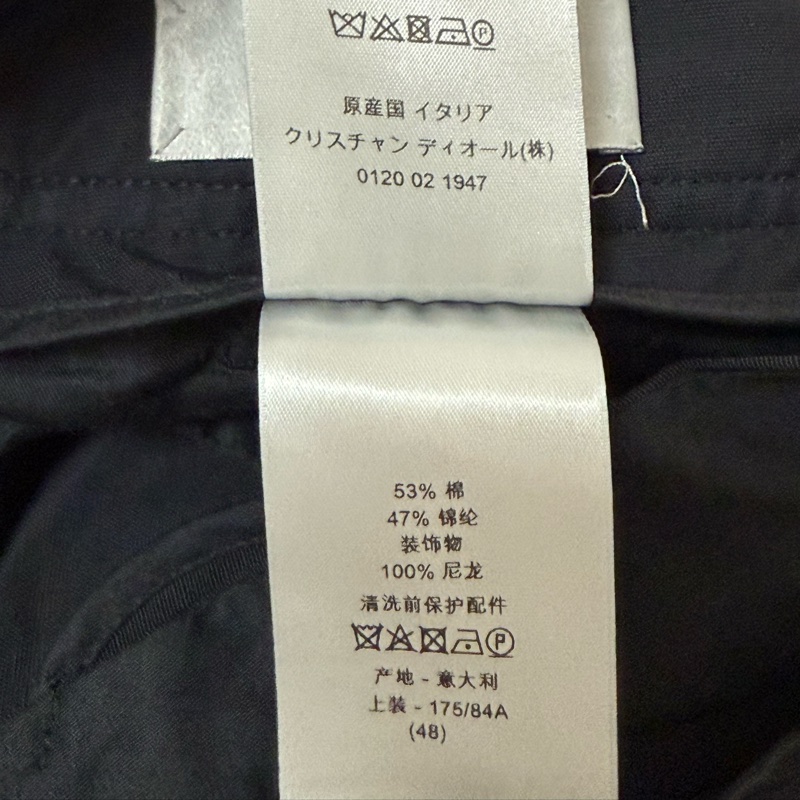 原産国 イタリア
クリスチャン ディオール(株)
0120 02 1947
53% 棉
47% 锦纶
装饰物
100% 尼龙
清洗前保护配件
产地 - 意大利
上装 - 175/84A
(48)